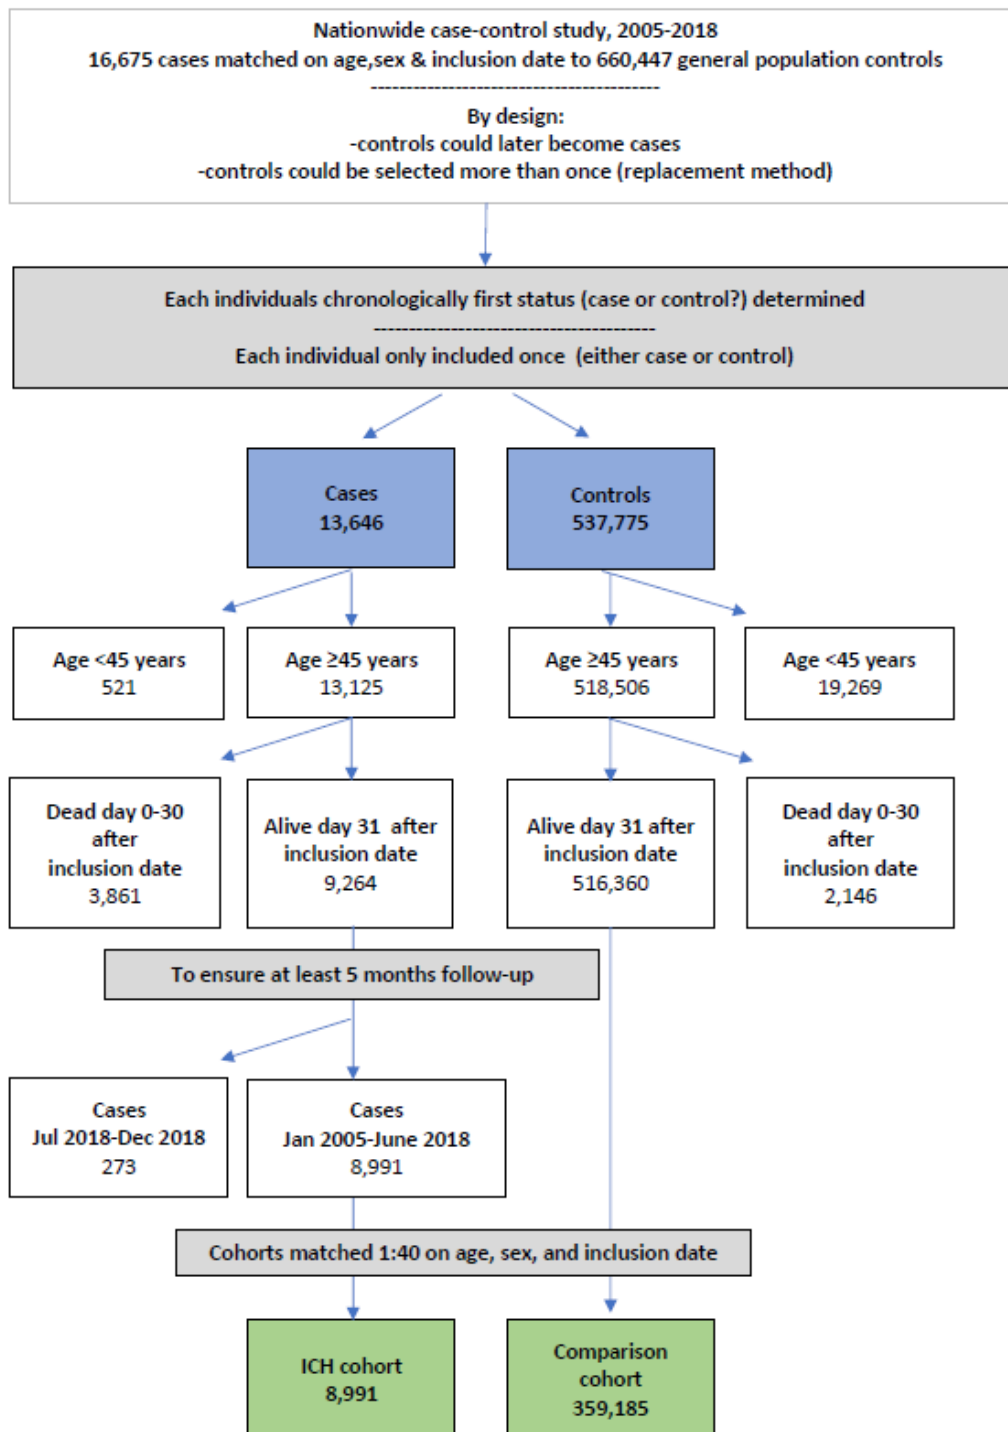 Nationwide case-control study, 2005-2018
16,675 cases matched on age,sex & inclusion date to 660,447 general population controls
----------------------------------------
By design:
-controls could later become cases
-controls could be selected more than once (replacement method)
Each individuals chronologically first status (case or control?) determined
----------------------------------------
Each individual only included once (either case or control)
Cases
13,646
Controls
537,775
Age <45 years
521
Age ≥45 years
13,125
Age ≥45 years
518,506
Age <45 years
19,269
Dead day 0-30
after
inclusion date
3,861
Alive day 31 after
inclusion date
9,264
Alive day 31 after
inclusion date
516,360
Dead day 0-30
after
inclusion date
2,146
To ensure at least 5 months follow-up
Cases
Jul 2018-Dec 2018
273
Cases
Jan 2005-June 2018
8,991
Cohorts matched 1:40 on age, sex, and inclusion date
ICH cohort
8,991
Comparison
cohort
359,185